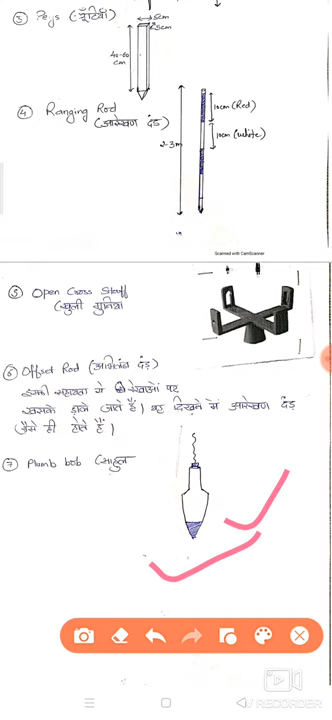 ③ Pegs (खूँटियाँ)
5cm
2.5cm
40-60
cm
④ Ranging Rod
(आरेखण दंड)
10cm (Red)
10cm (white)
2-3m
Scanned with CamScanner
⑤ Open Cross Staff
(खुली गुनिया
⑥ Offset Rod (
दंड)
इसकी सहायता से रेखाओं पर
डाले जाते हैं। यह दिखने में आरेखण दंड
जैसे ही होते हैं।
⑦ Plumb bob (साहुल
RECORDER